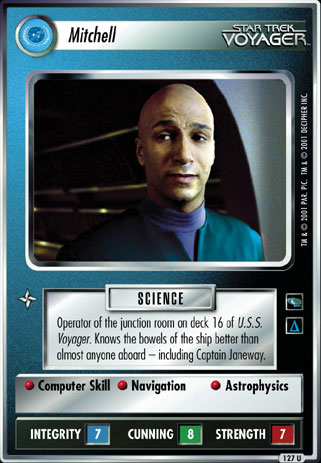 Mitchell
STAR TREK
VOYAGER
TM & © 2001 PAR. PIC. TM & © 2001 DECIPHER INC.
SCIENCE
Operator of the junction room on deck 16 of U.S.S.
Voyager. Knows the bowels of the ship better than
almost anyone aboard – including Captain Janeway.
Computer Skill Navigation Astrophysics
INTEGRITY 7 CUNNING 8 STRENGTH 7
127 U